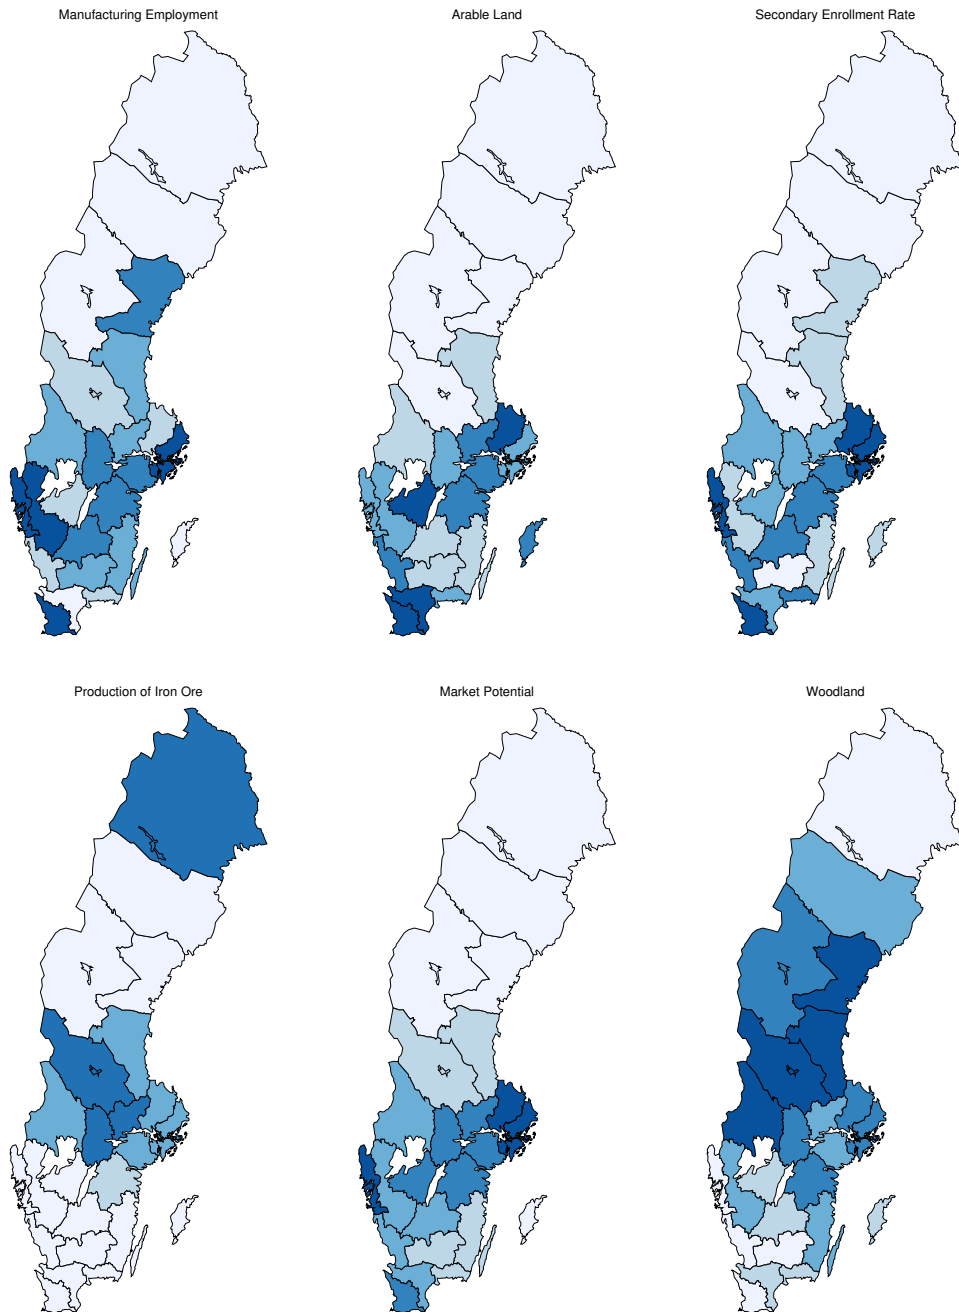 Manufacturing Employment
Arable Land
Secondary Enrollment Rate
Production of Iron Ore
Market Potential
Woodland